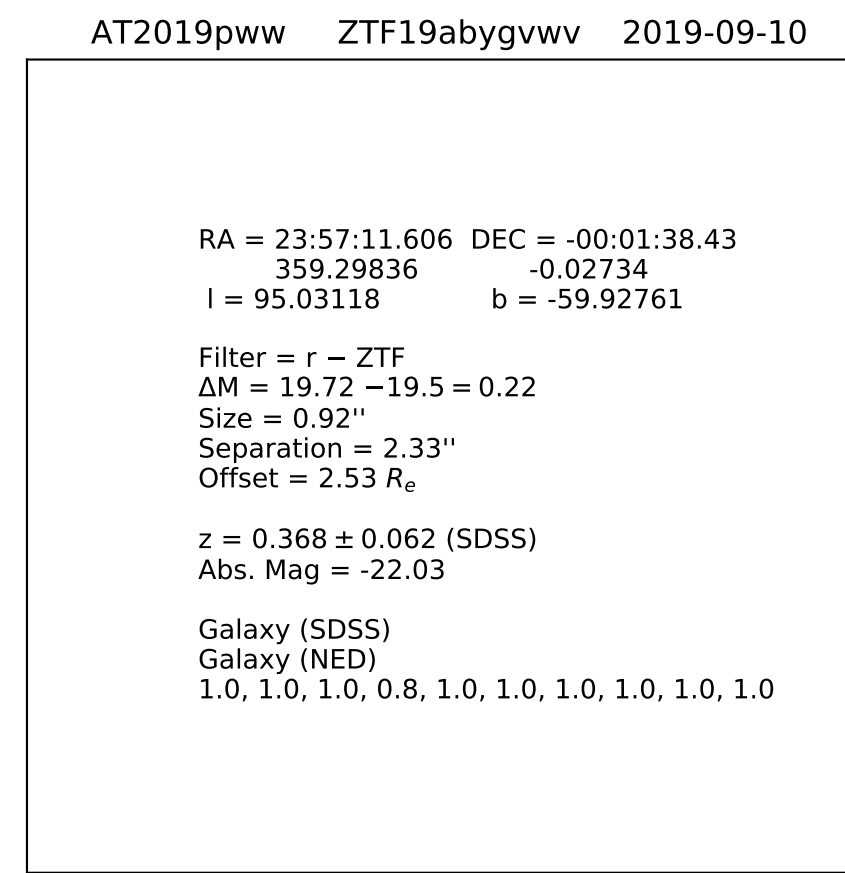 AT2019pww ZTF19abygvwv 2019-09-10
RA = 23:57:11.606 DEC = -00:01:38.43
359.29836 -0.02734
l = 95.03118 b = -59.92761
Filter = r − ZTF
ΔM = 19.72 −19.5 = 0.22
Size = 0.92''
Separation = 2.33''
Offset = 2.53 Re
z = 0.368 ± 0.062 (SDSS)
Abs. Mag = -22.03
Galaxy (SDSS)
Galaxy (NED)
1.0, 1.0, 1.0, 0.8, 1.0, 1.0, 1.0, 1.0, 1.0, 1.0